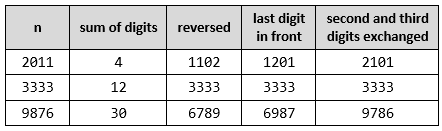 n sum of digits reversed last digit in front second and third digits exchanged
2011 4 1102 1201 2101
3333 12 3333 3333 3333
9876 30 6789 6987 9786